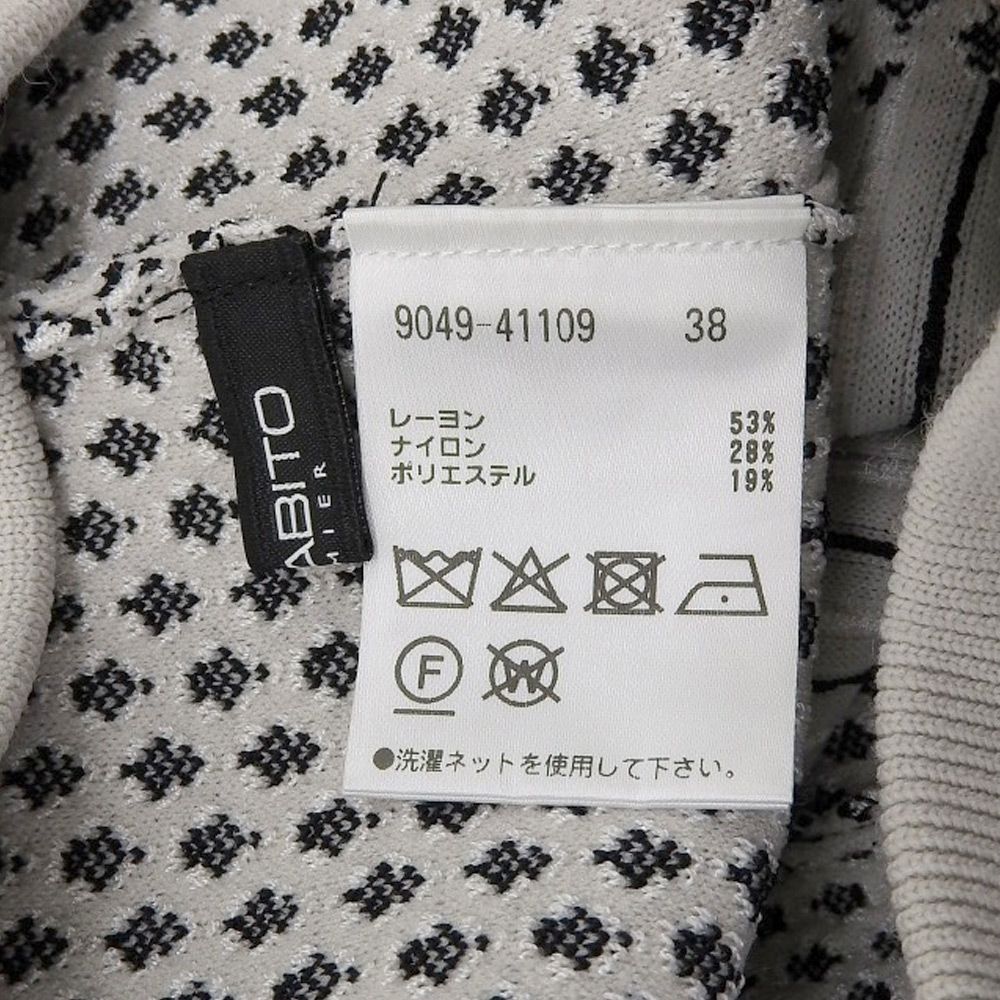 9049-41109 38
レーヨン 53%
ナイロン 28%
ポリエステル 19%
F
W
●洗濯ネットを使用して下さい。
ABITO
MIER